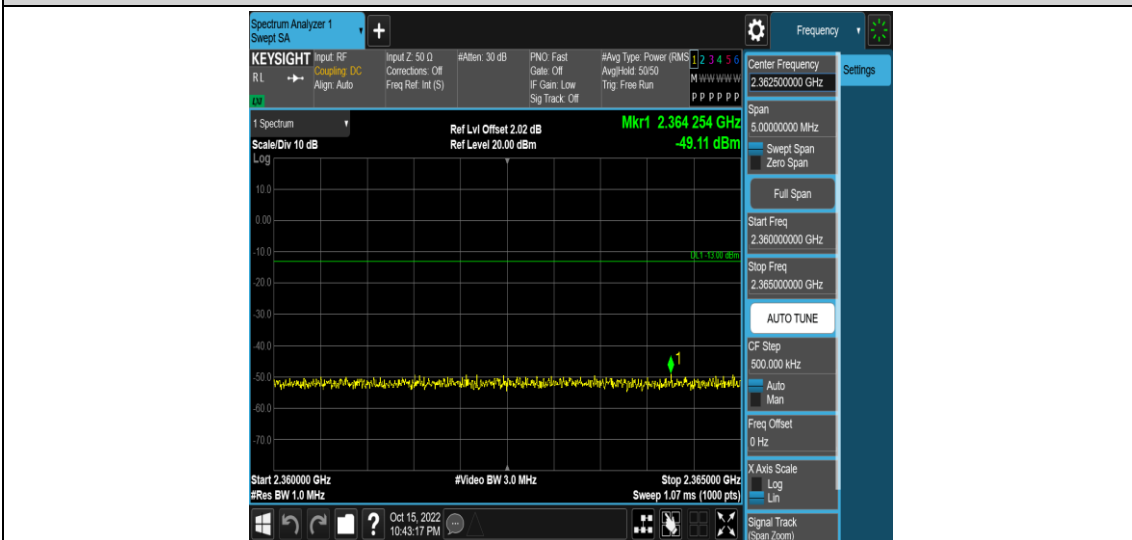 Spectrum Analyzer 1
Swept SA
+
Frequency
KEYSIGHT
RL
LXI
Input: RF
Coupling: DC
Align: Auto
Input Z: 50 Ω
Corrections: Off
Freq Ref: Int (S)
#Atten: 30 dB
PNO: Fast
Gate: Off
IF Gain: Low
Sig Track: Off
#Avg Type: Power (RMS
Avg|Hold: 50/50
Trig: Free Run
1 2 3 4 5 6
M W W W W W
P P P P P P
Center Frequency
2.362500000 GHz
Settings
1 Spectrum
Ref Lvl Offset 2.02 dB
Mkr1 2.364 254 GHz
Scale/Div 10 dB
Ref Level 20.00 dBm
-49.11 dBm
Log
10.0
0.00
-10.0
-20.0
-30.0
-40.0
-50.0
-60.0
-70.0
DL1 -13.00 dBm
1
Span
5.00000000 MHz
Swept Span
Zero Span
Full Span
Start Freq
2.360000000 GHz
Stop Freq
2.365000000 GHz
AUTO TUNE
CF Step
500.000 kHz
Auto
Man
Freq Offset
0 Hz
X Axis Scale
Log
Lin
Signal Track
(Span Zoom)
Start 2.360000 GHz
#Video BW 3.0 MHz
Stop 2.365000 GHz
#Res BW 1.0 MHz
Sweep 1.07 ms (1000 pts)
?
Oct 15, 2022
10:43:17 PM